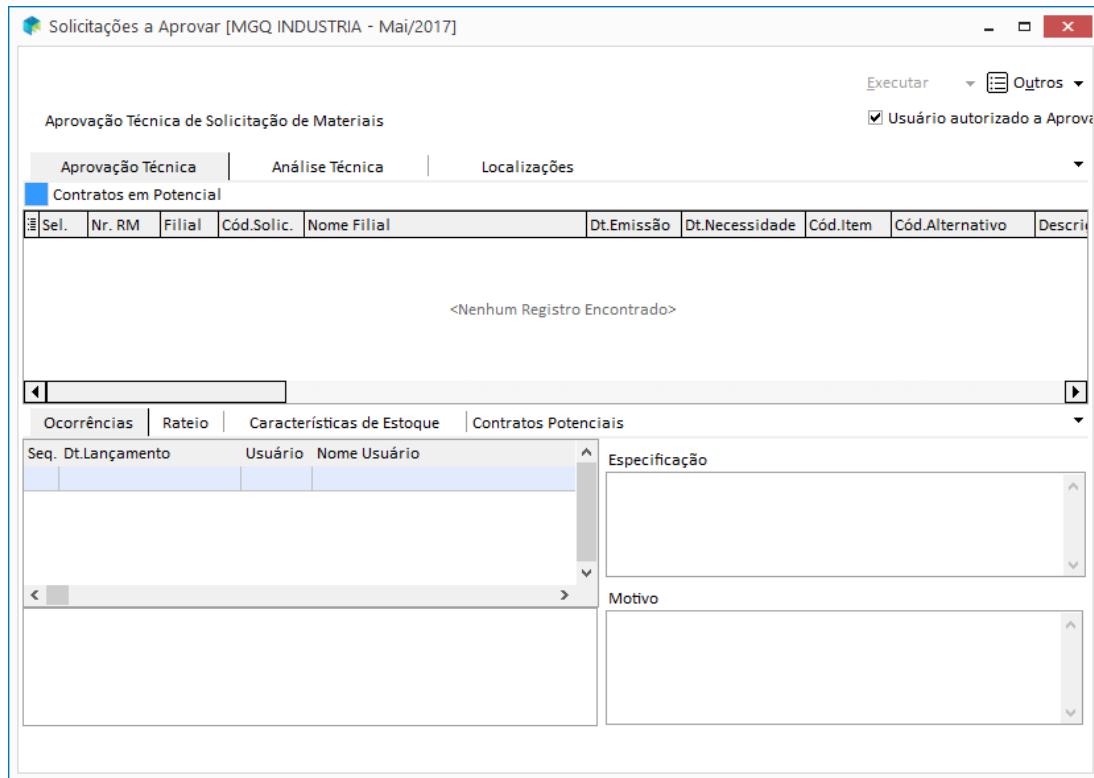 Solicitações a Aprovar [MGQ INDUSTRIA - Mai/2017]
Executar Outros
Aprovação Técnica de Solicitação de Materiais
Usuário autorizado a Aprova
Aprovação Técnica Análise Técnica Localizações
Contratos em Potencial
Sel. Nr. RM Filial Cód.Solic. Nome Filial Dt.Emissão Dt.Necessidade Cód.Item Cód.Alternativo Descri
<Nenhum Registro Encontrado>
Ocorrências Rateio Características de Estoque Contratos Potenciais
Seq. Dt.Lançamento Usuário Nome Usuário
Especificação
Motivo